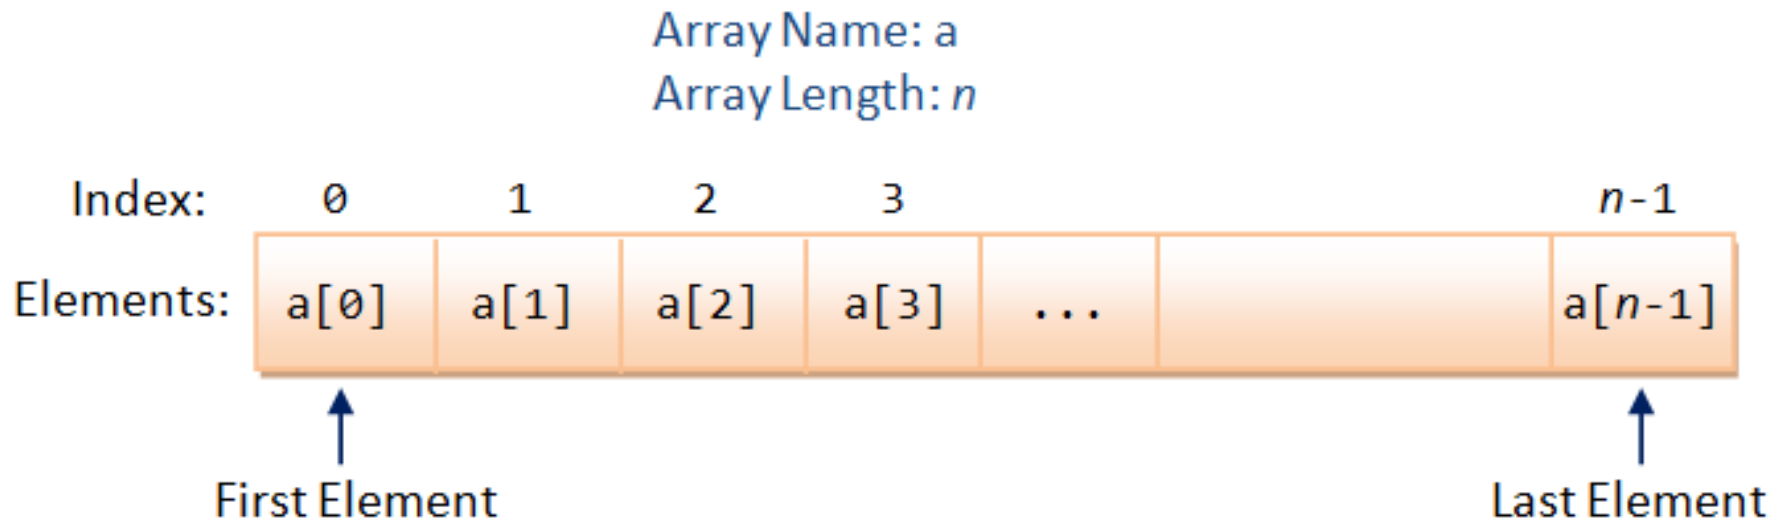 Array Name: a
Array Length: n
Index: 0 1 2 3 n-1
Elements: a[0] a[1] a[2] a[3] ... a[n-1]
First Element Last Element